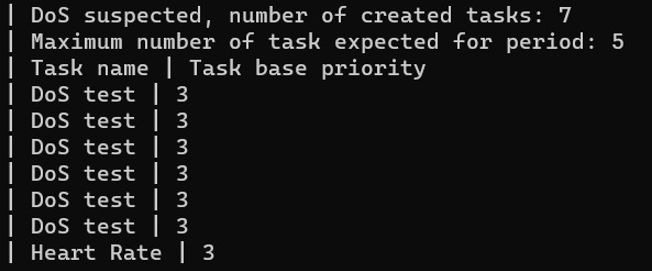 | DoS suspected, number of created tasks: 7
| Maximum number of task expected for period: 5
| Task name | Task base priority
| DoS test | 3
| DoS test | 3
| DoS test | 3
| DoS test | 3
| DoS test | 3
| DoS test | 3
| Heart Rate | 3